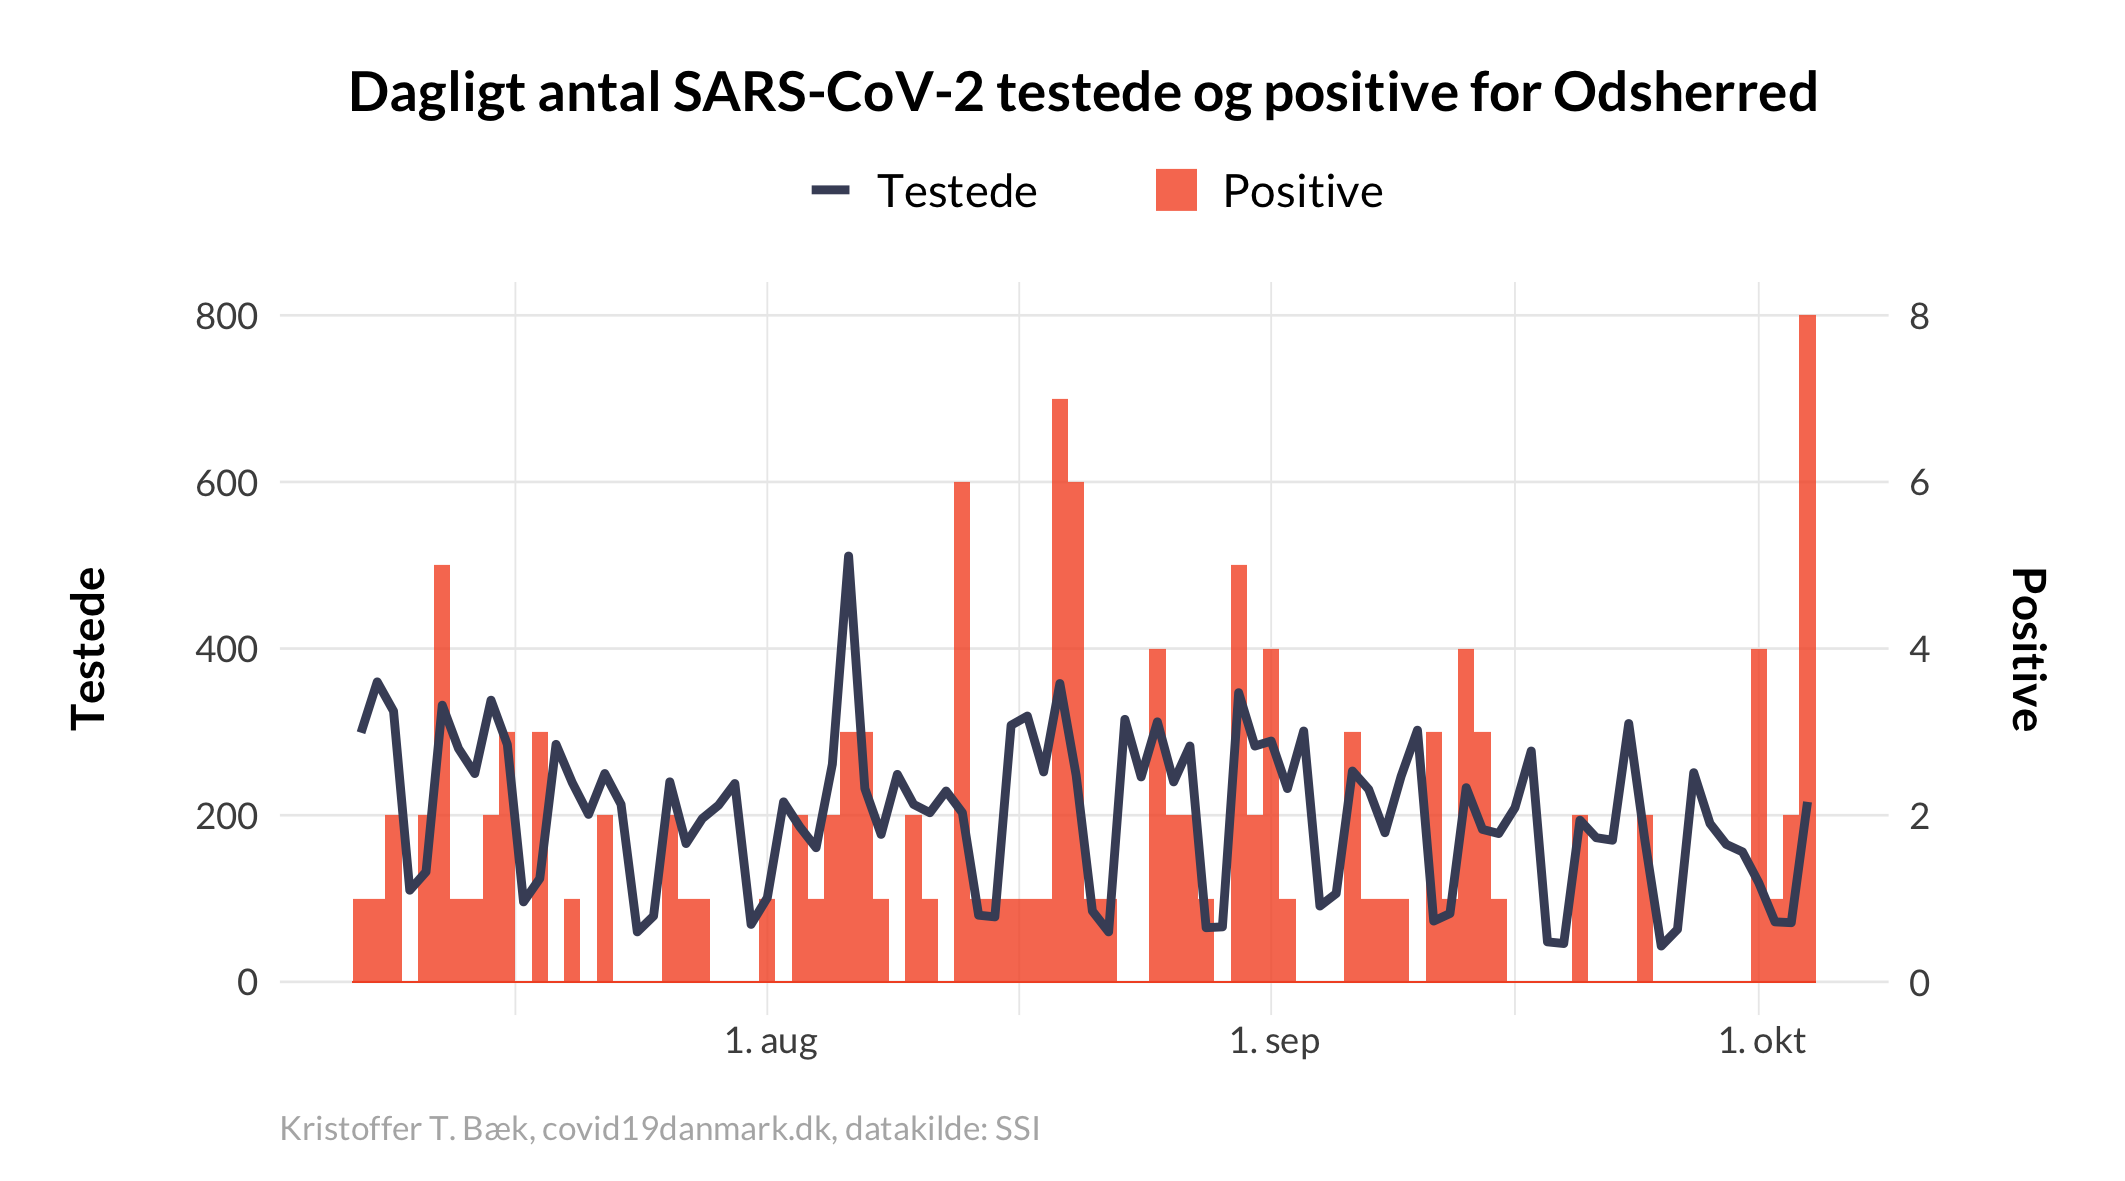 Dagligt antal SARS-CoV-2 testede og positive for Odsherred
Testede
Positive
800
600
400
200
0
8
6
4
2
0
Testede
Positive
1. aug
1. sep
1. okt
Kristoffer T. Bæk, covid19danmark.dk, datakilde: SSI